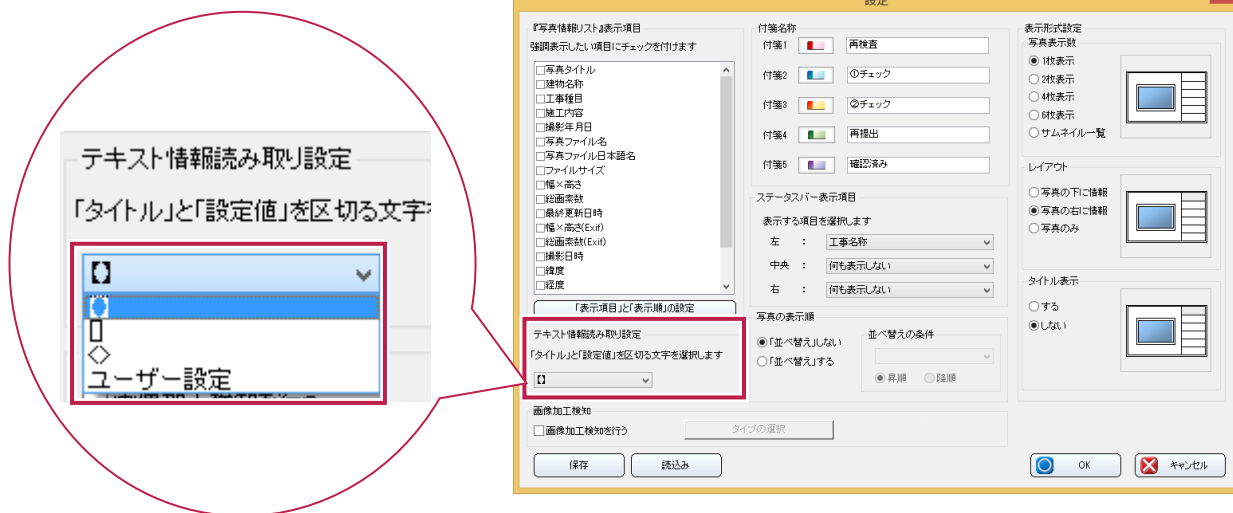 設定
テキスト情報読み取り設定
「タイトル」と「設定値」を区切る文字
【】
【】
[]
<>
ユーザー設定
『写真情報リスト』表示項目
強調表示したい項目にチェックを付けます
写真タイトル
建物名称
工事種目
施工内容
撮影年月日
写真ファイル名
写真ファイル日本語名
ファイルサイズ
幅×高さ
総画素数
最終更新日時
幅×高さ(Exif)
総画素数(Exif)
撮影日時
緯度
経度
「表示項目」と「表示順」の設定
テキスト情報読み取り設定
「タイトル」と「設定値」を区切る文字を選択します
【】
画像加工検知
画像加工検知を行う
タイプの選択
保存
読込み
付箋名称
付箋1 再検査
付箋2 ①チェック
付箋3 ②チェック
付箋4 再提出
付箋5 確認済み
ステータスバー表示項目
表示する項目を選択します
左 : 工事名称
中央 : 何も表示しない
右 : 何も表示しない
写真の表示順
「並べ替え」しない
「並べ替え」する
並べ替えの条件
昇順 降順
表示形式設定
写真表示数
1枚表示
2枚表示
4枚表示
6枚表示
サムネイル一覧
レイアウト
写真の下に情報
写真の右に情報
写真のみ
タイトル表示
する
しない
OK
キャンセル